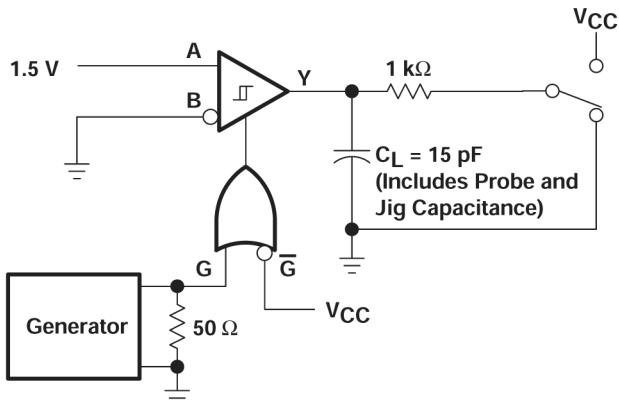 VCC
1.5 V
A
B
Y
1 kΩ
CL = 15 pF
(Includes Probe and
Jig Capacitance)
G
G̅
VCC
Generator
50 Ω